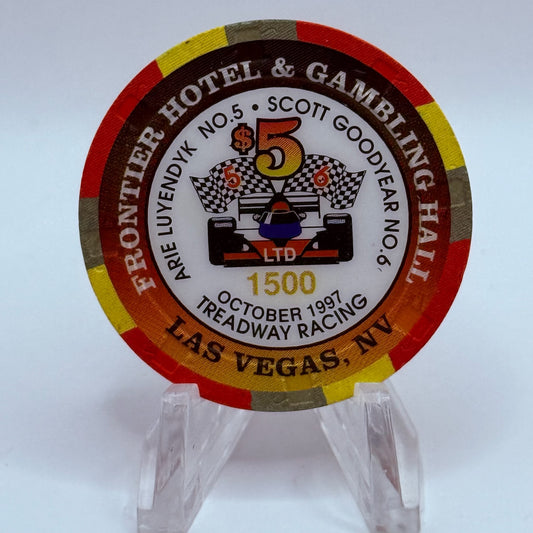 FRONTIER HOTEL & GAMBLING HALL
ARIE LUYENDYK NO.5 • SCOTT GOODYEAR NO.6
$5
5 6
LTD
1500
OCTOBER 1997
TREADWAY RACING
LAS VEGAS, NV